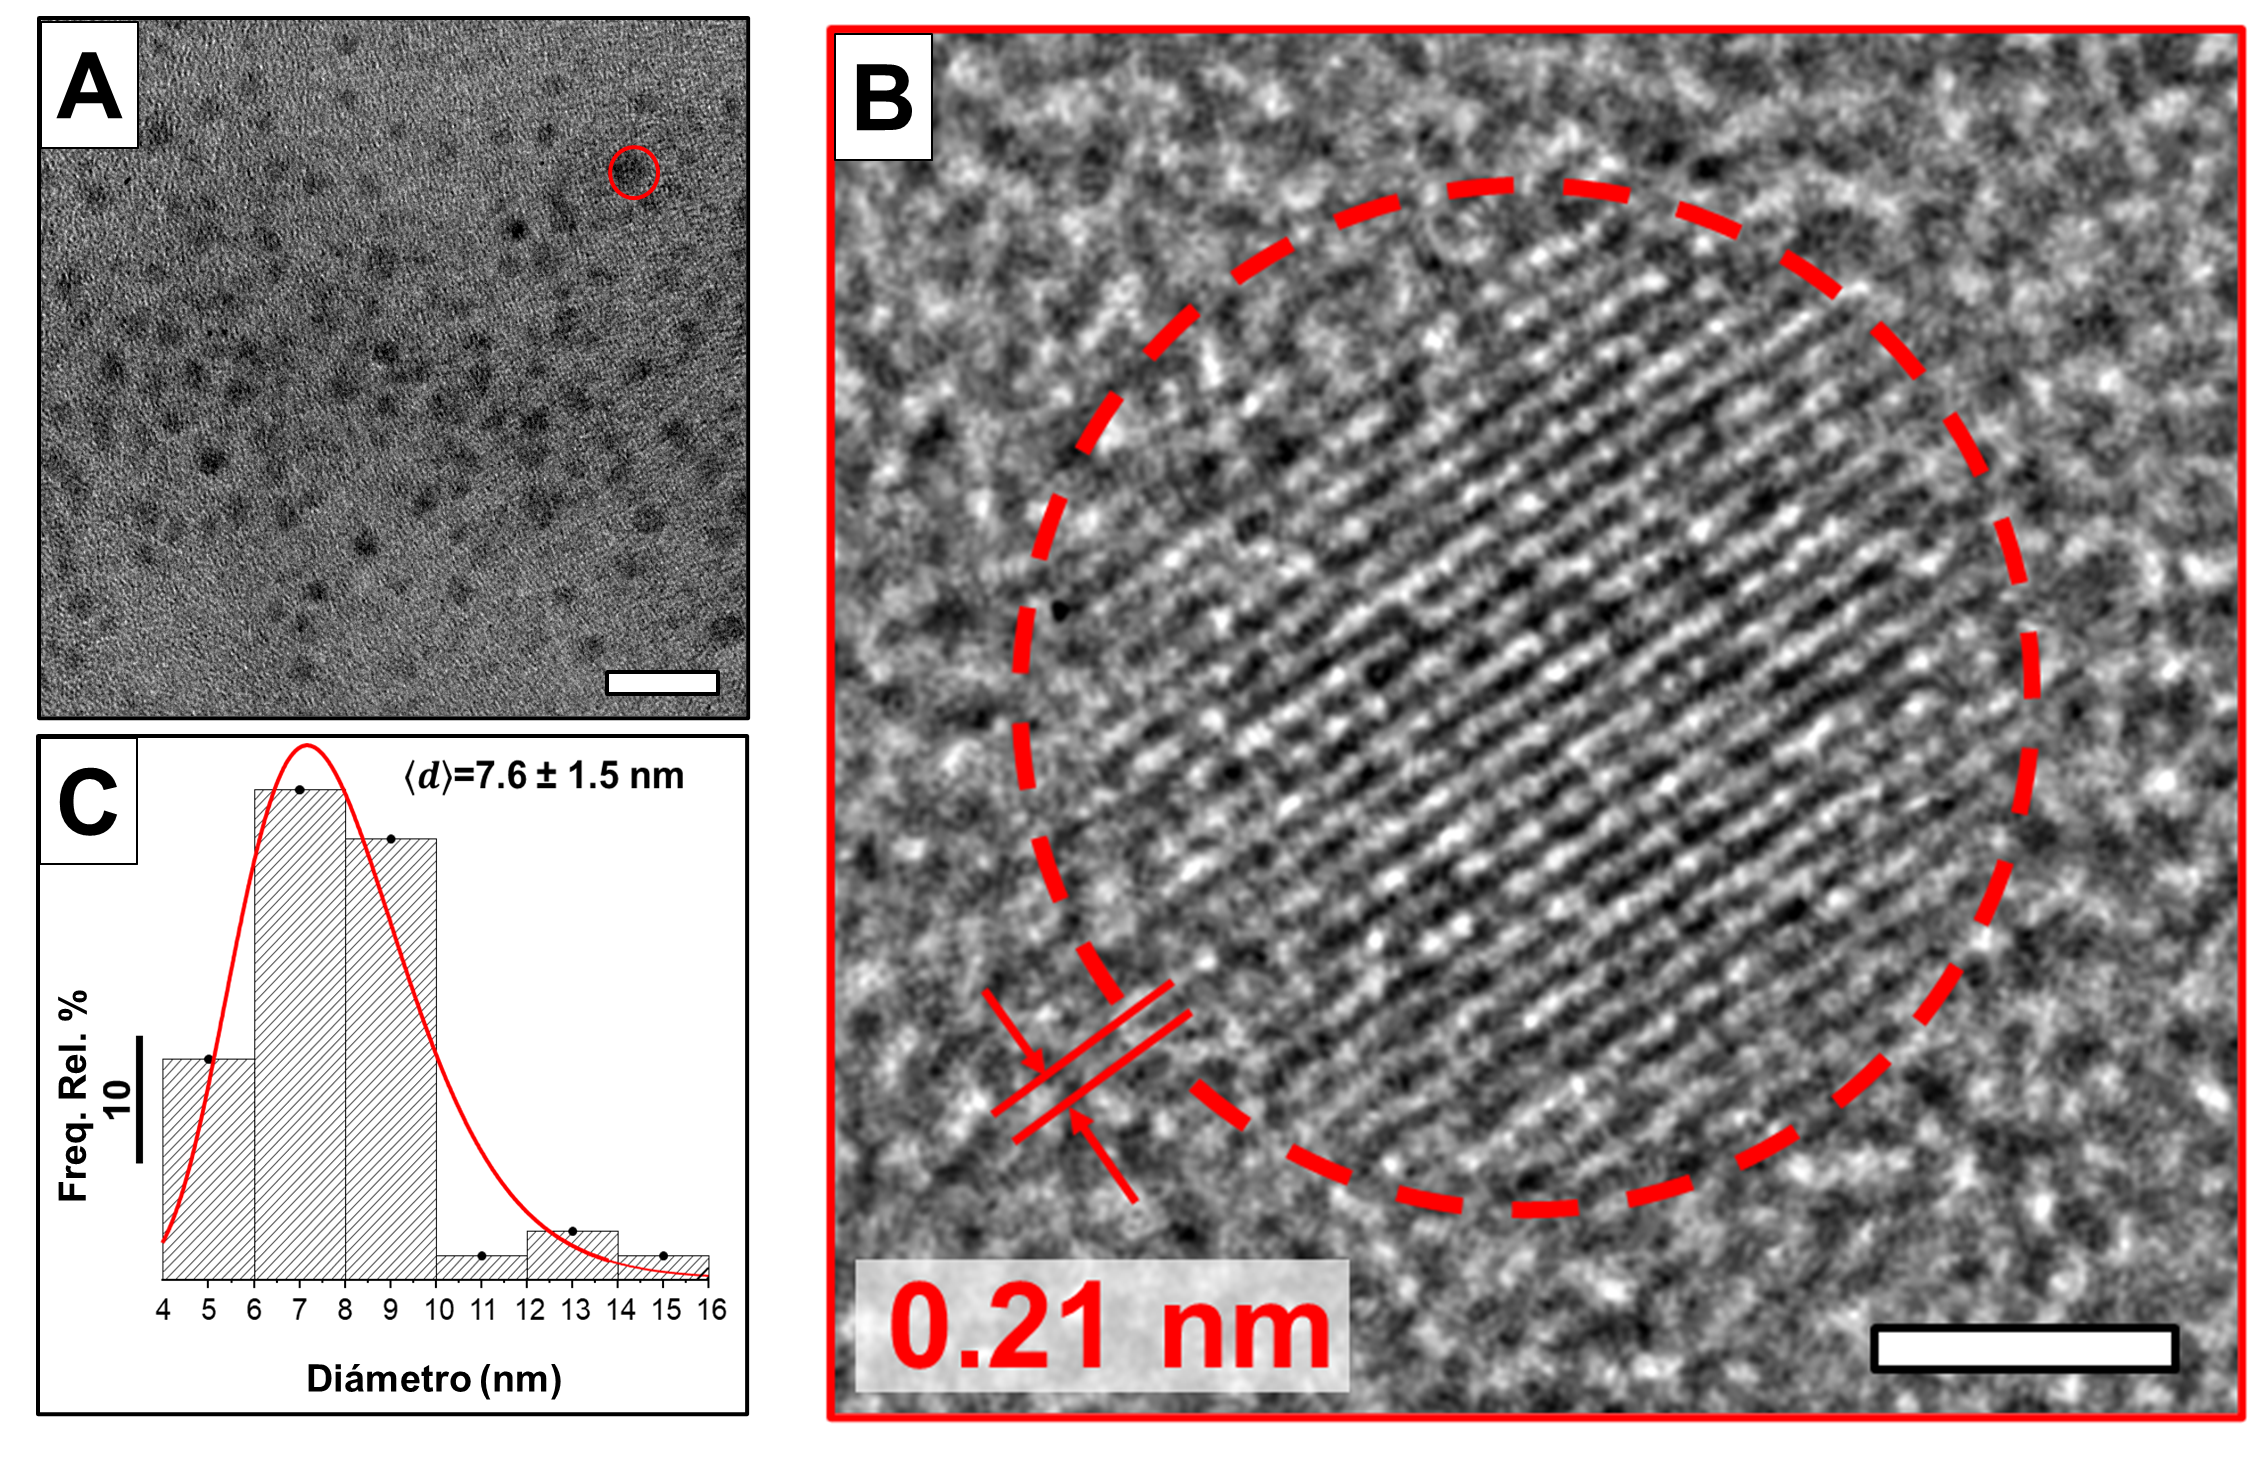 A
B
0.21 nm
C
⟨d⟩=7.6 ± 1.5 nm
Freq. Rel. %
10
4 5 6 7 8 9 10 11 12 13 14 15 16
Diámetro (nm)